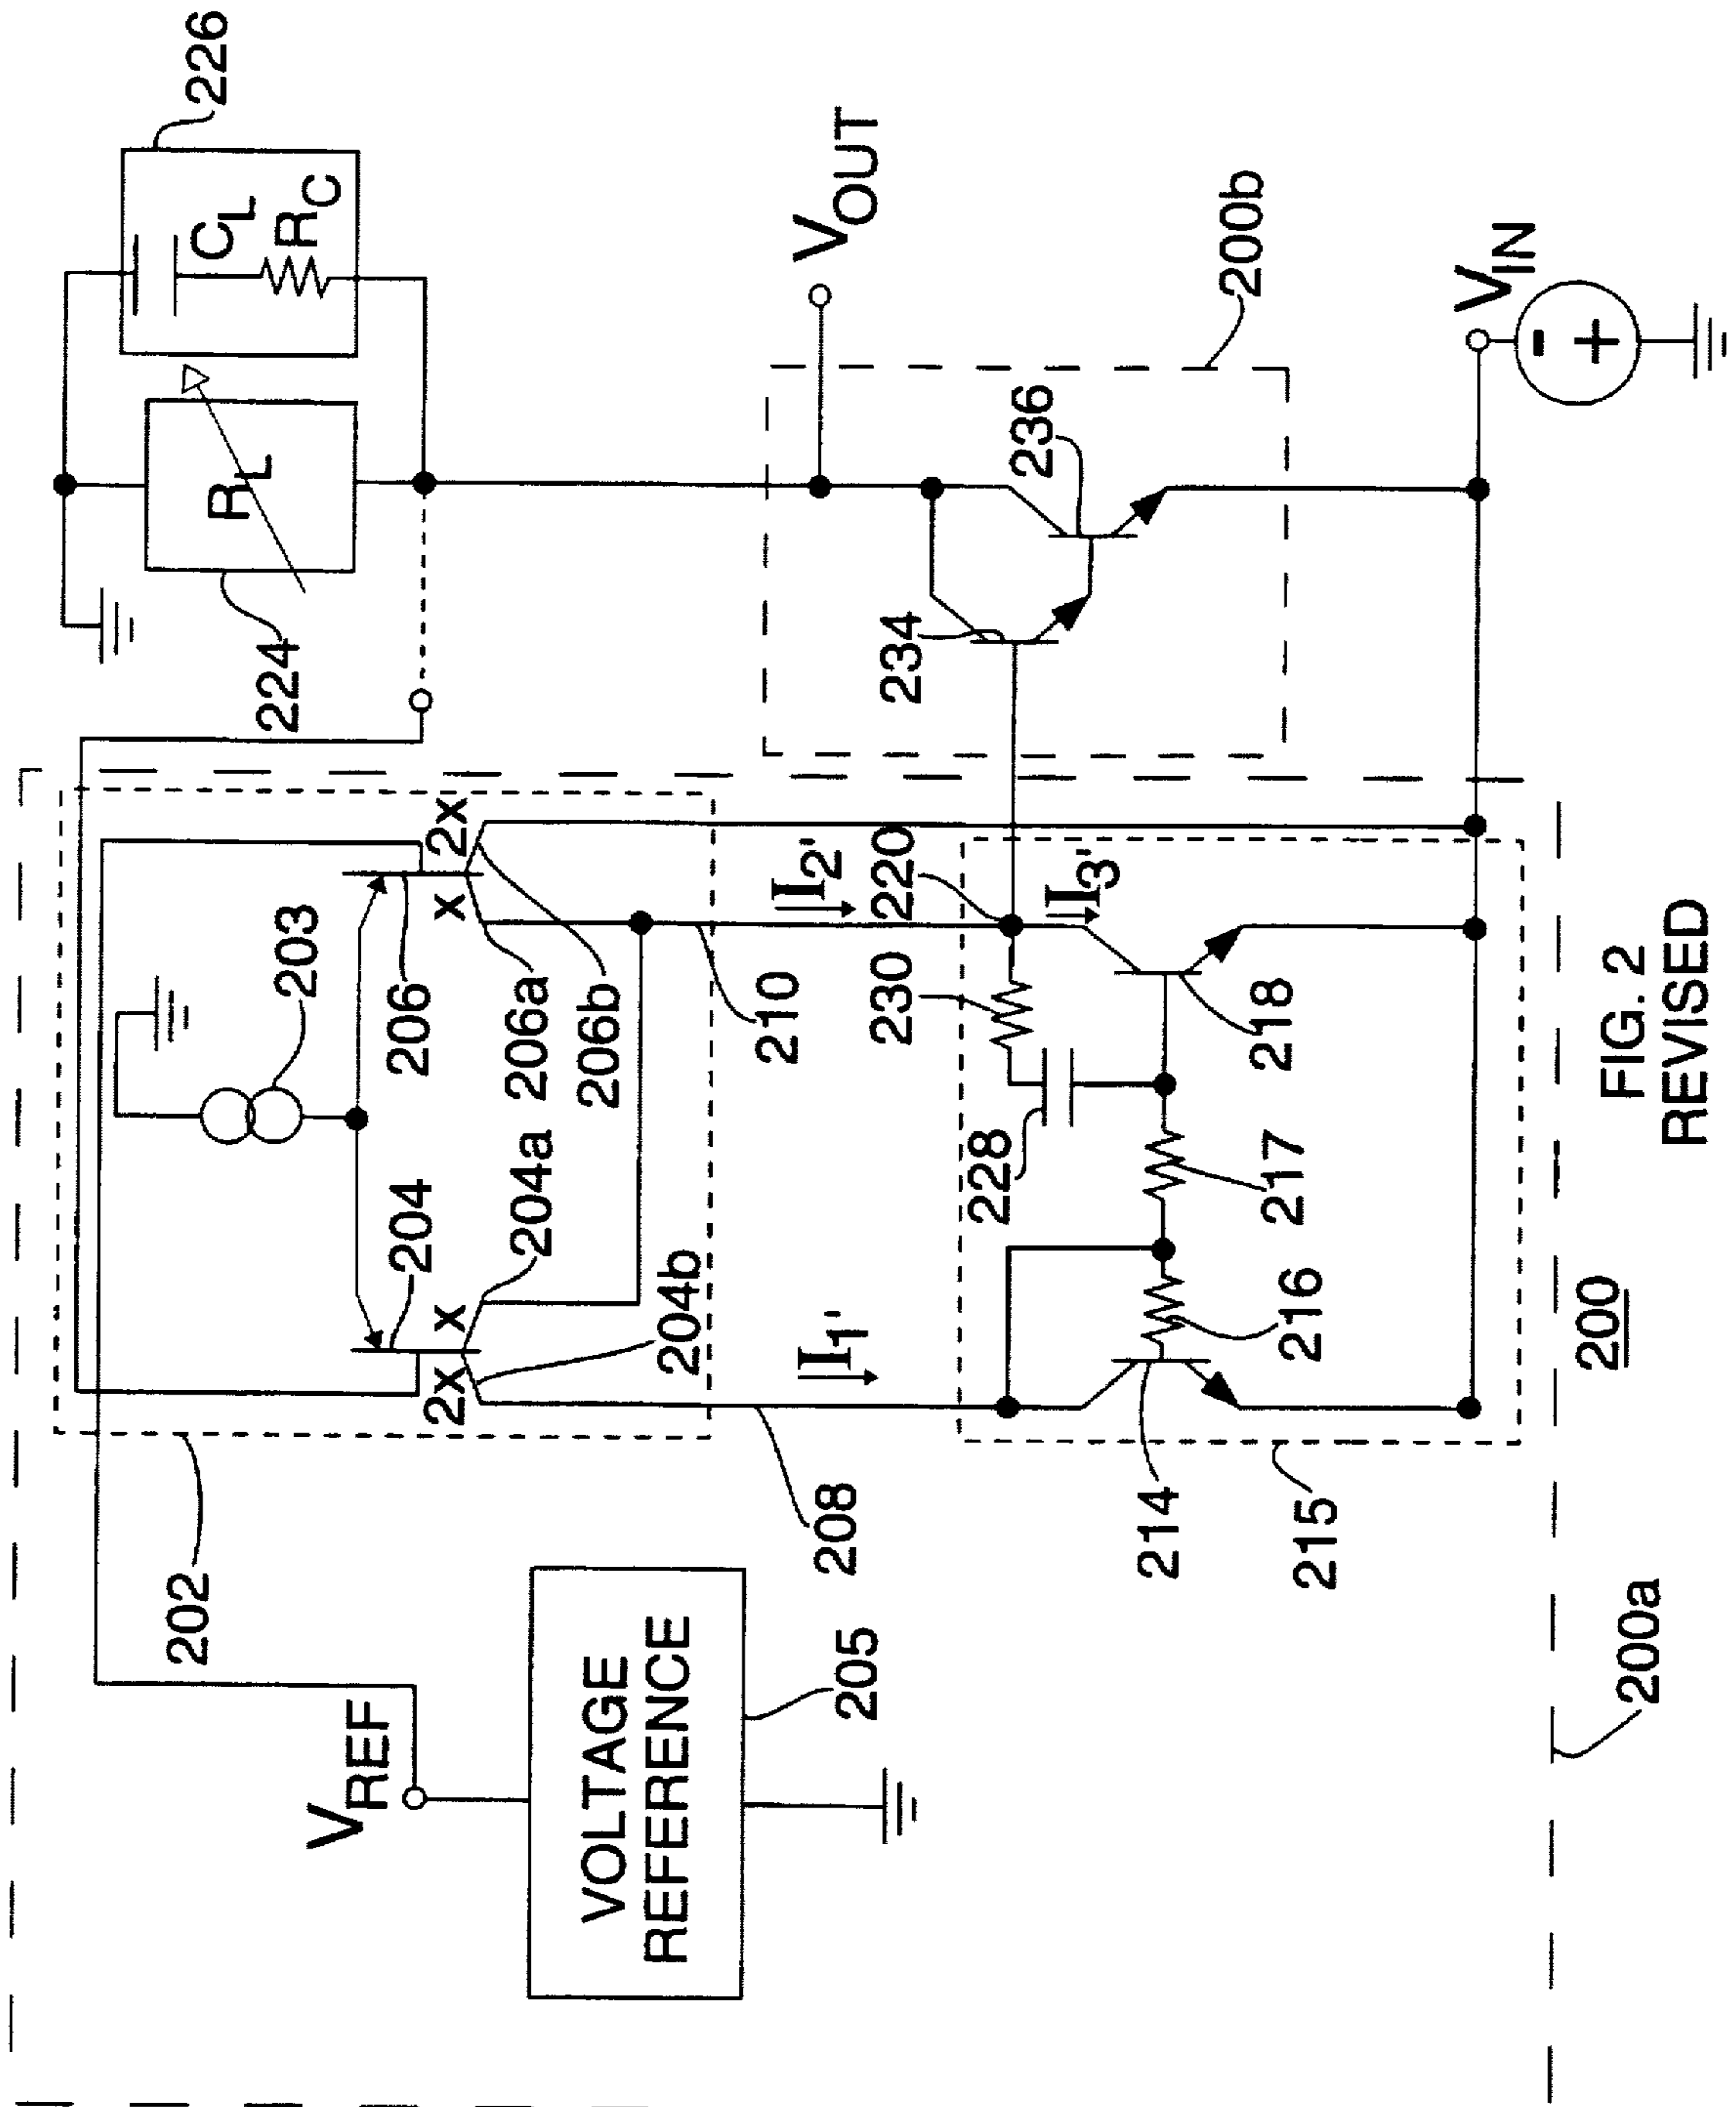 226
C_L
R_C
R_L
224
V_OUT
200b
236
234
V_IN
-
+
203
206
X
2X
206a
206b
204
204a
204b
2X
X
202
210
I_2'
220
I_3'
230
228
218
217
216
I_1'
208
214
215
V_REF
VOLTAGE
REFERENCE
205
200
200a
FIG. 2
REVISED